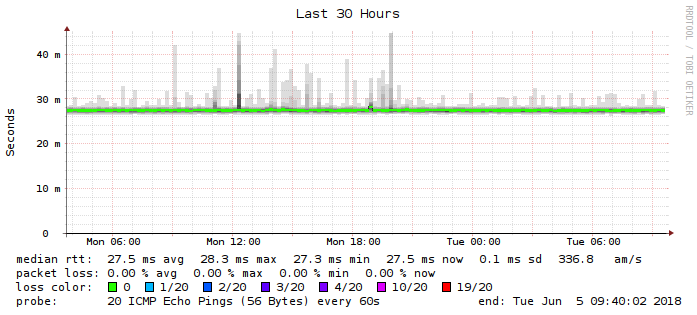 Last 30 Hours
RRDTOOL / TOBI OETIKER
Seconds
40 m
30 m
20 m
10 m
0
Mon 06:00 Mon 12:00 Mon 18:00 Tue 00:00 Tue 06:00
median rtt: 27.5 ms avg 28.3 ms max 27.3 ms min 27.5 ms now 0.1 ms sd 336.8 am/s
packet loss: 0.00 % avg 0.00 % max 0.00 % min 0.00 % now
loss color: 0 1/20 2/20 3/20 4/20 10/20 19/20
probe: 20 ICMP Echo Pings (56 Bytes) every 60s end: Tue Jun 5 09:40:02 2018